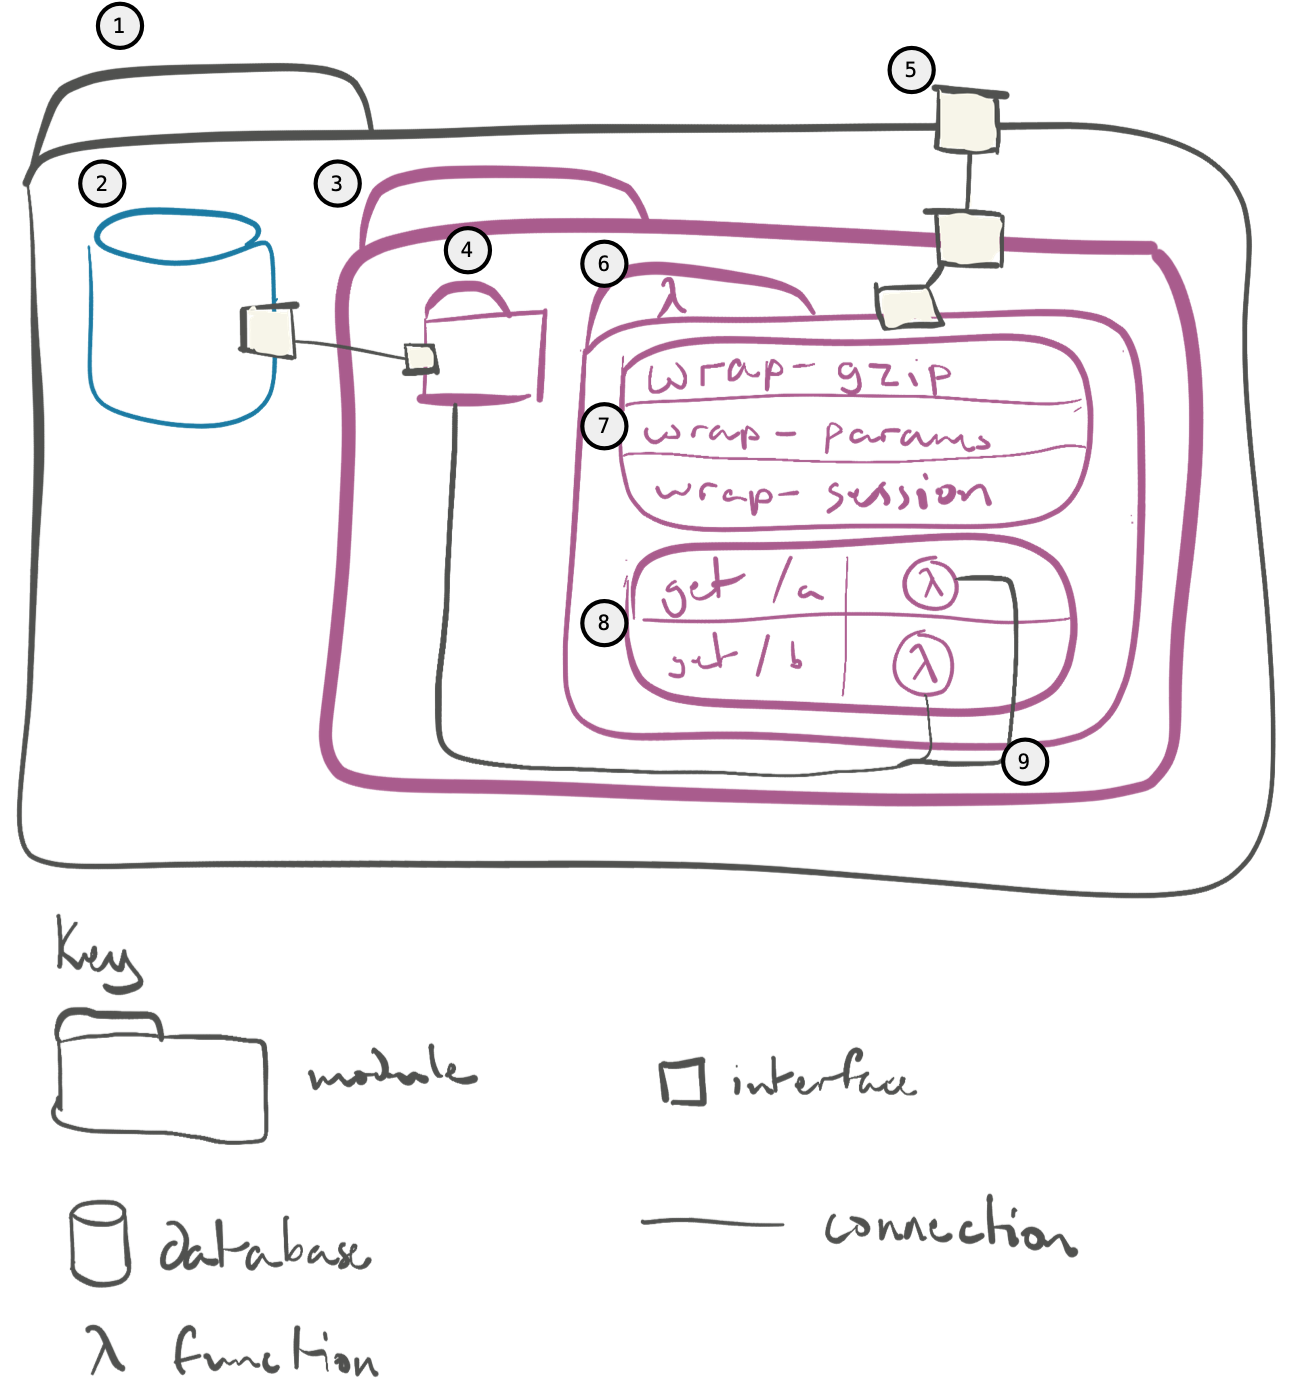 1
5
2
3
4
6
λ
wrap-gzip
7
wrap-params
wrap-session
get /a λ
8
get /b λ
9
Key
module
interface
database
connection
λ function